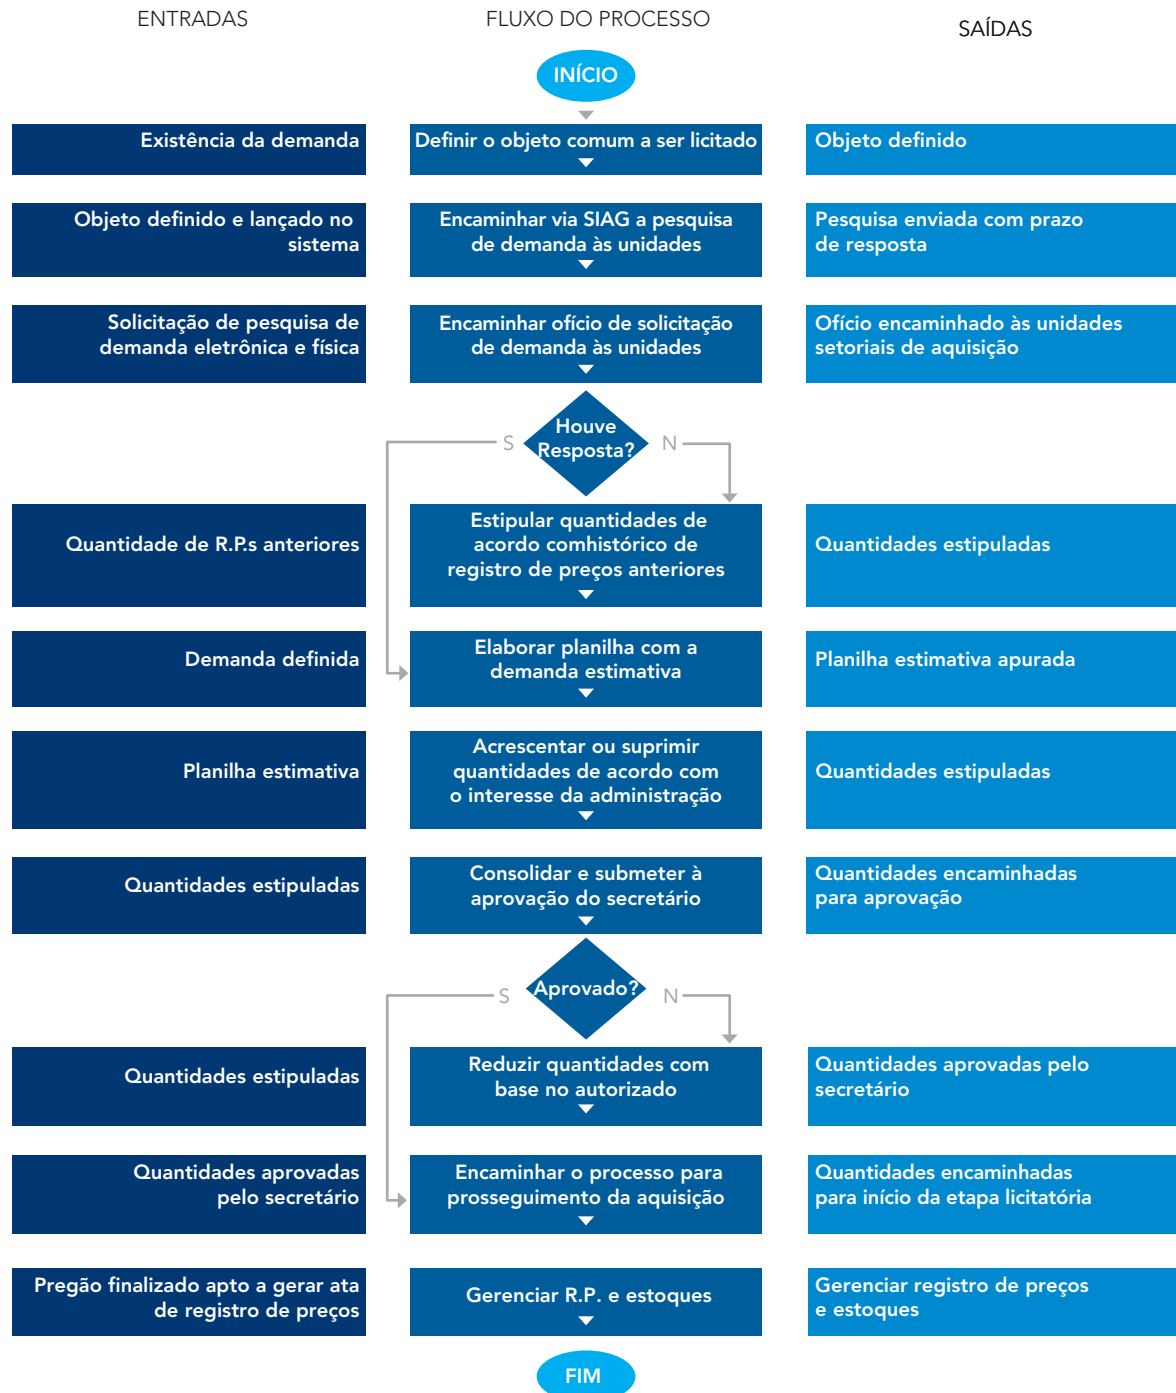 ENTRADAS
FLUXO DO PROCESSO
SAÍDAS
INÍCIO
Existência da demanda
Definir o objeto comum a ser licitado
Objeto definido
Objeto definido e lançado no
sistema
Encaminhar via SIAG a pesquisa
de demanda às unidades
Pesquisa enviada com prazo
de resposta
Solicitação de pesquisa de
demanda eletrônica e física
Encaminhar ofício de solicitação
de demanda às unidades
Ofício encaminhado às unidades
setoriais de aquisição
Houve
Resposta?
S
N
Quantidade de R.P.s anteriores
Estipular quantidades de
acordo comhistórico de
registro de preços anteriores
Quantidades estipuladas
Demanda definida
Elaborar planilha com a
demanda estimativa
Planilha estimativa apurada
Planilha estimativa
Acrescentar ou suprimir
quantidades de acordo com
o interesse da administração
Quantidades estipuladas
Quantidades estipuladas
Consolidar e submeter à
aprovação do secretário
Quantidades encaminhadas
para aprovação
Aprovado?
S
N
Quantidades estipuladas
Reduzir quantidades com
base no autorizado
Quantidades aprovadas pelo
secretário
Quantidades aprovadas
pelo secretário
Encaminhar o processo para
prosseguimento da aquisição
Quantidades encaminhadas
para início da etapa licitatória
Pregão finalizado apto a gerar ata
de registro de preços
Gerenciar R.P. e estoques
Gerenciar registro de preços
e estoques
FIM